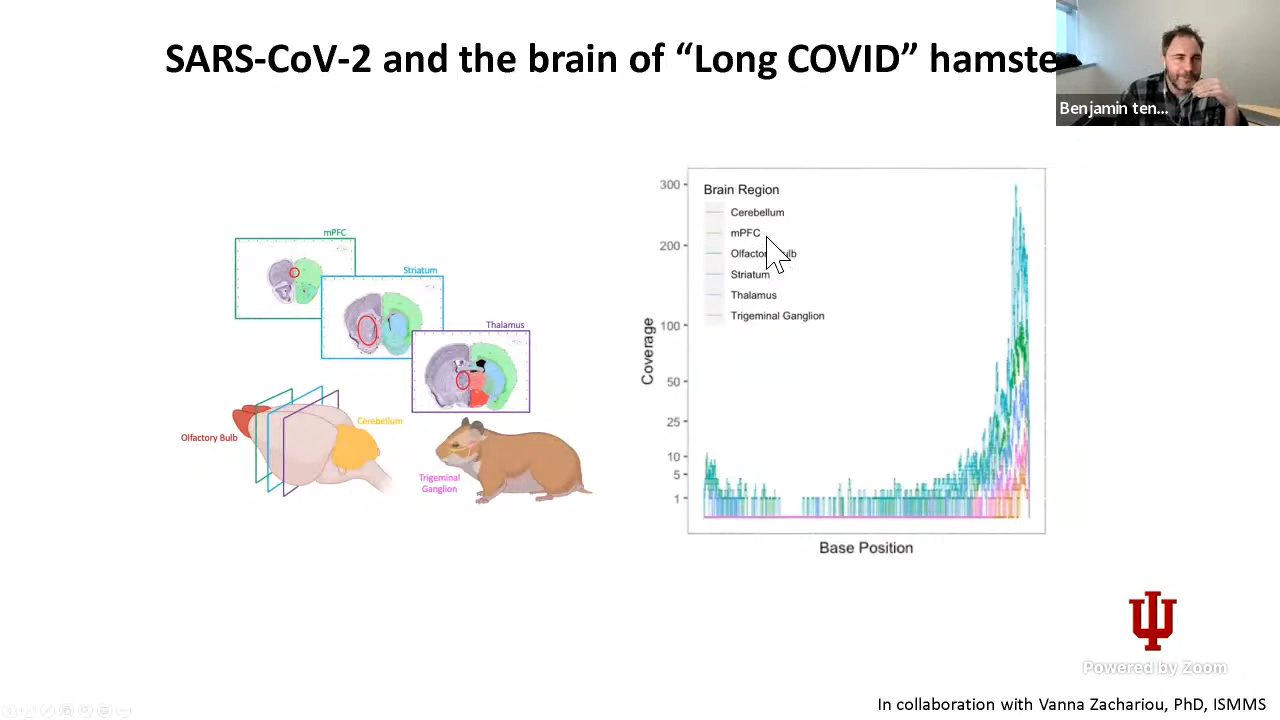 SARS-CoV-2 and the brain of “Long COVID” hamste
Benjamin ten...
mPFC
Striatum
Thalamus
Olfactory Bulb
Cerebellum
Trigeminal
Ganglion
Brain Region
Cerebellum
mPFC
Olfacto ulb
Striatum
Thalamus
Trigeminal Ganglion
300
200
100
50
25
10
5
1
Coverage
Base Position
Powered by Zoom
In collaboration with Vanna Zachariou, PhD, ISMMS